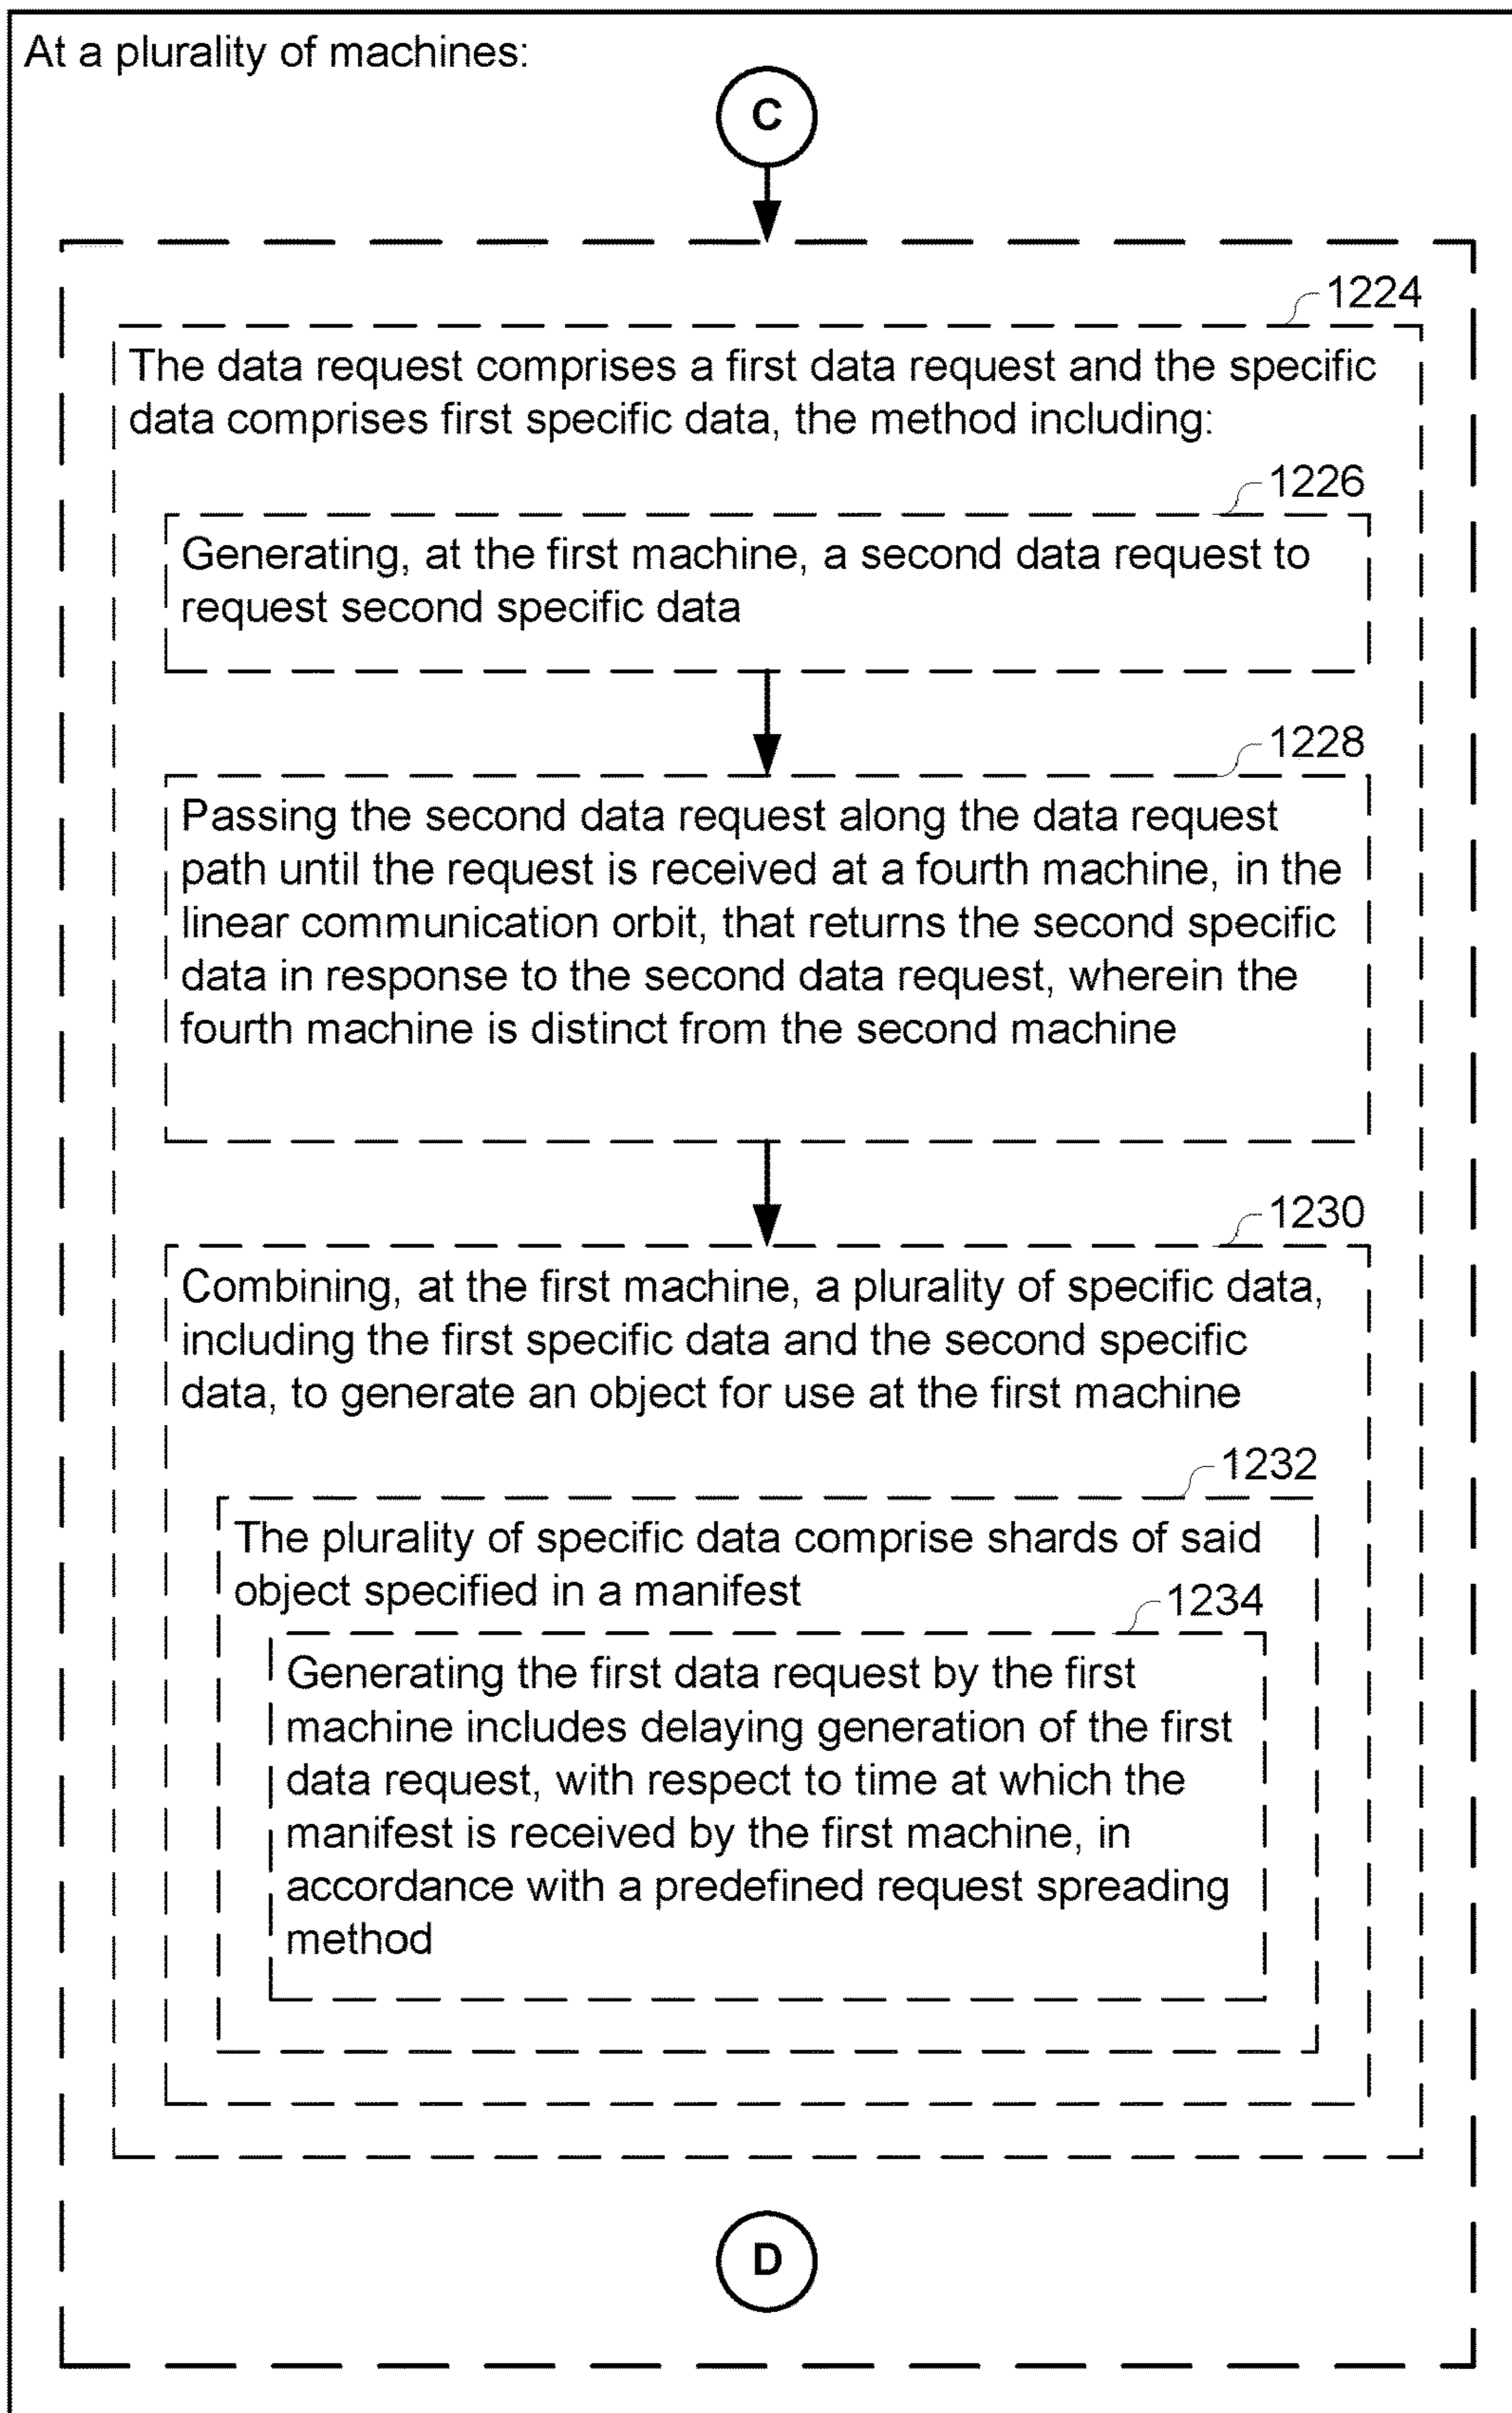 At a plurality of machines:
C
1224
The data request comprises a first data request and the specific
data comprises first specific data, the method including:
1226
Generating, at the first machine, a second data request to
request second specific data
1228
Passing the second data request along the data request
path until the request is received at a fourth machine, in the
linear communication orbit, that returns the second specific
data in response to the second data request, wherein the
fourth machine is distinct from the second machine
1230
Combining, at the first machine, a plurality of specific data,
including the first specific data and the second specific
data, to generate an object for use at the first machine
1232
The plurality of specific data comprise shards of said
object specified in a manifest
1234
Generating the first data request by the first
machine includes delaying generation of the first
data request, with respect to time at which the
manifest is received by the first machine, in
accordance with a predefined request spreading
method
D